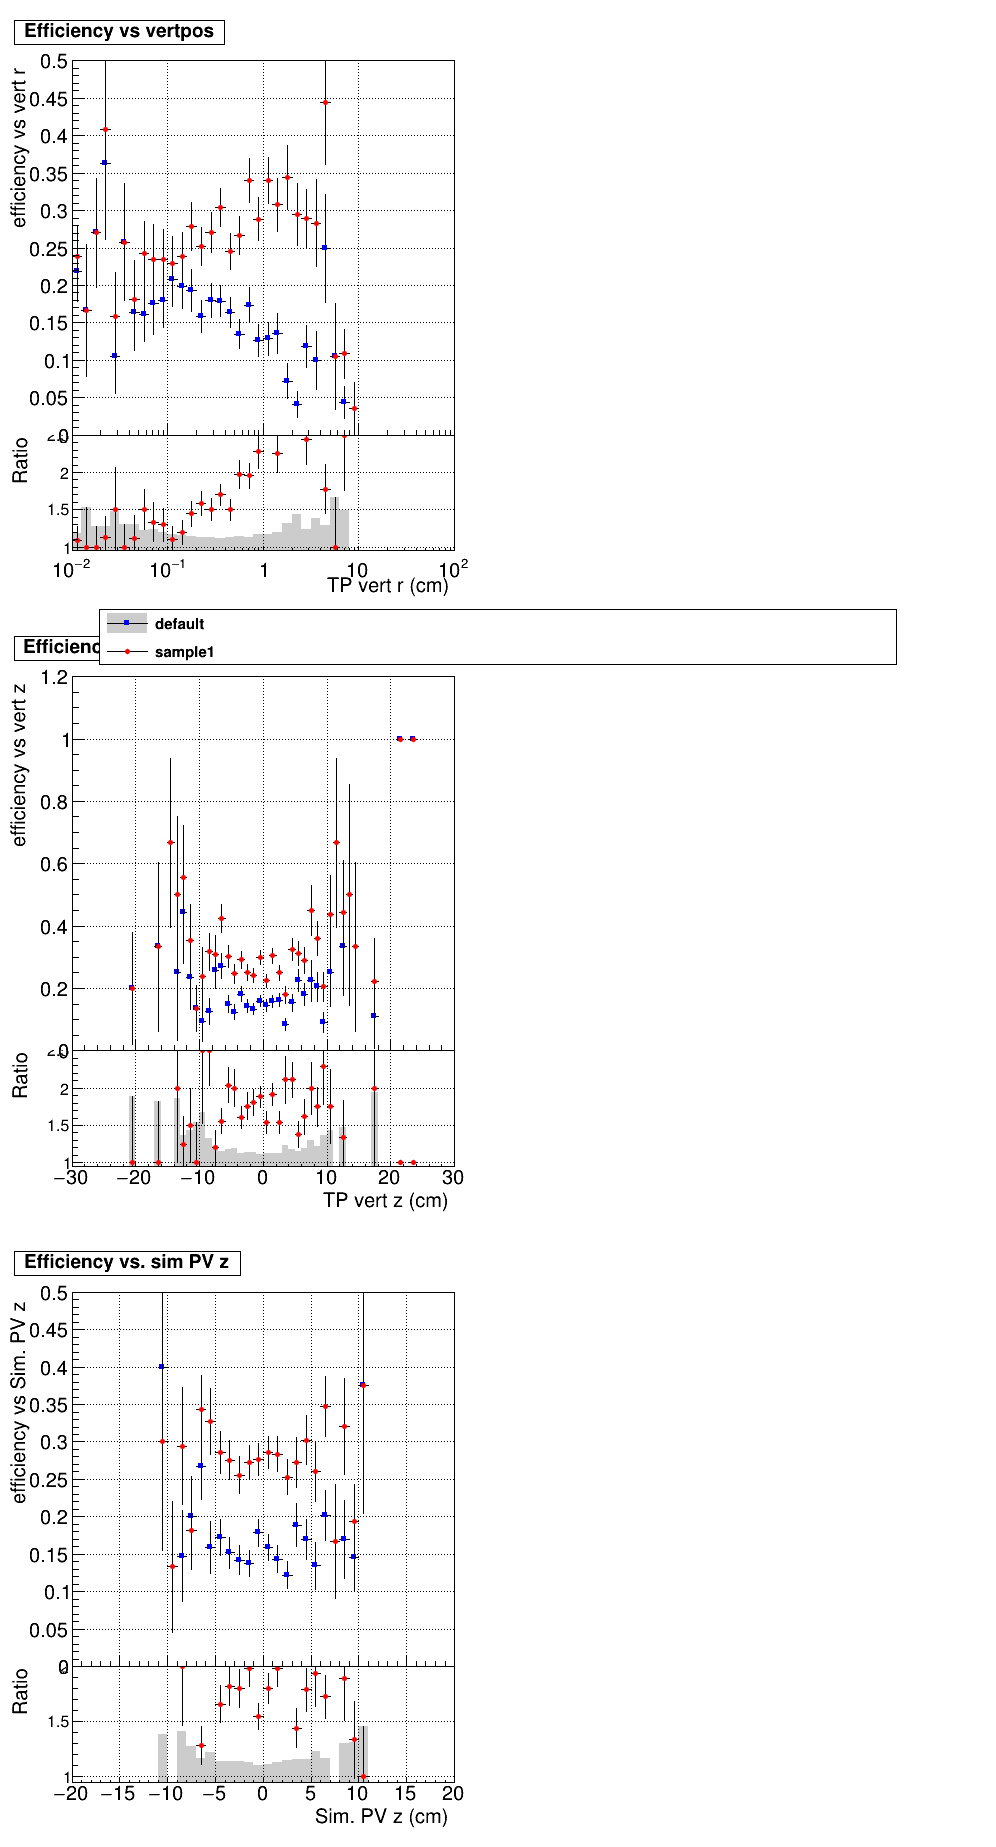 Efficiency vs vertpos
efficiency vs vert r
0.5
0.45
0.4
0.35
0.3
0.25
0.2
0.15
0.1
0.05
0
Ratio
2
1.5
1
10−2 10−1 1 10 102
TP vert r (cm)
default
sample1
Efficienc
efficiency vs vert z
1.2
1
0.8
0.6
0.4
0.2
0
Ratio
2
1.5
1
−30 −20 −10 0 10 20 30
TP vert z (cm)
Efficiency vs. sim PV z
efficiency vs Sim. PV z
0.5
0.45
0.4
0.35
0.3
0.25
0.2
0.15
0.1
0.05
0
Ratio
1.5
1
−20 −15 −10 −5 0 5 10 15 20
Sim. PV z (cm)